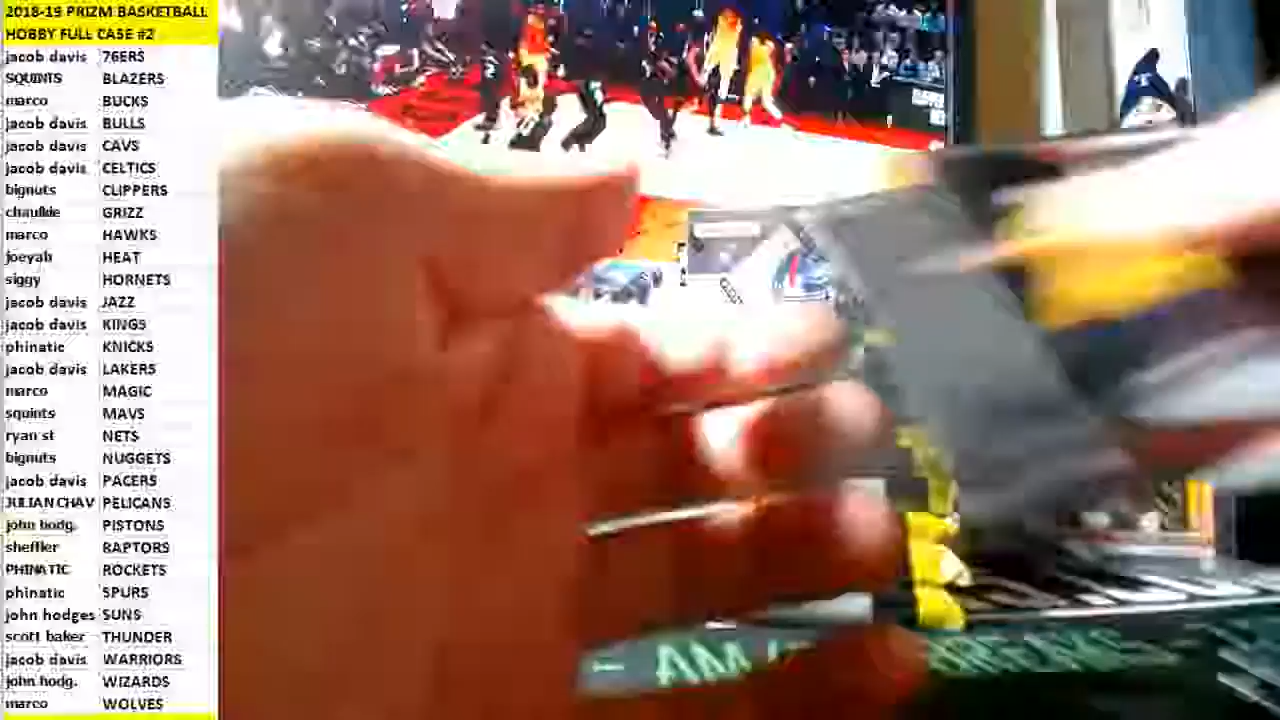 2018-19 PRIZM BASKETBALL
HOBBY FULL CASE #2
jacob davis 76ERS
SQUINTS BLAZERS
marco BUCKS
jacob davis BULLS
jacob davis CAVS
jacob davis CELTICS
bignuts CLIPPERS
chaulkie GRIZZ
marco HAWKS
joeyah HEAT
siggy HORNETS
jacob davis JAZZ
jacob davis KINGS
phinatic KNICKS
jacob davis LAKERS
marco MAGIC
squints MAVS
ryan st NETS
bignuts NUGGETS
jacob davis PACERS
JULIAN CHAV PELICANS
john hodg. PISTONS
sheffler RAPTORS
PHINATIC ROCKETS
phinatic SPURS
john hodges SUNS
scott baker THUNDER
jacob davis WARRIORS
john hodg. WIZARDS
marco WOLVES